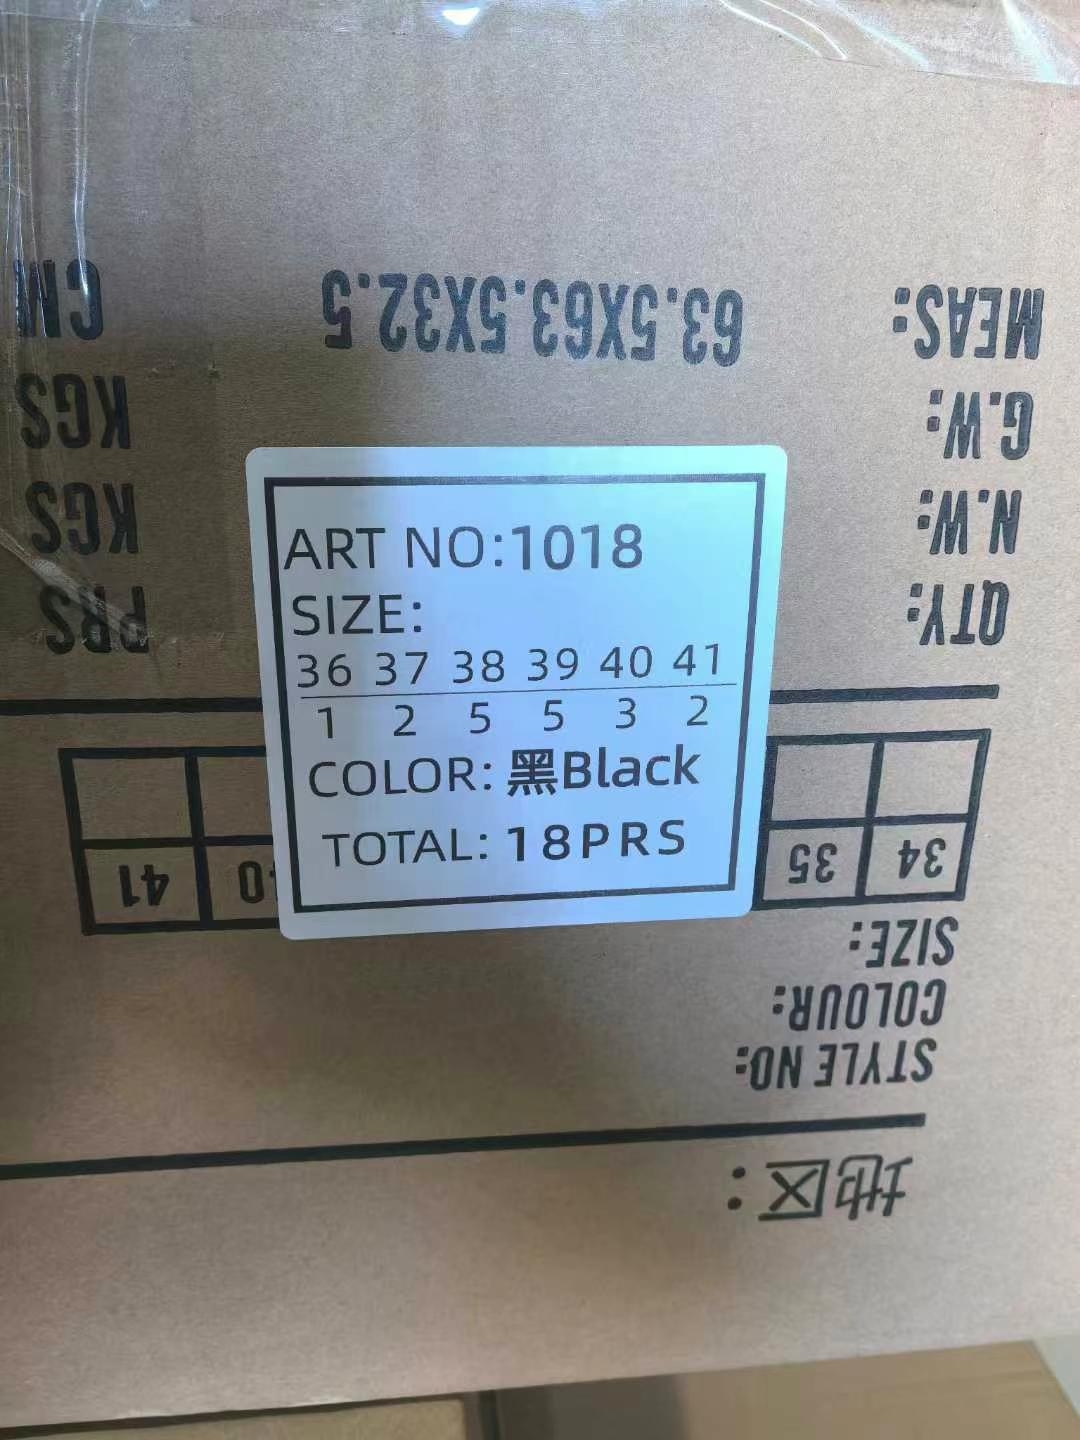 ART NO:1018
SIZE:
36 37 38 39 40 41
1 2 5 5 3 2
COLOR: 黑Black
TOTAL: 18PRS
地区:
STYLE NO:
COLOUR:
SIZE:
34 35 41
QTY: PRS
N.W: KGS
G.W: KGS
MEAS: 63.5X63.5X32.5 CM